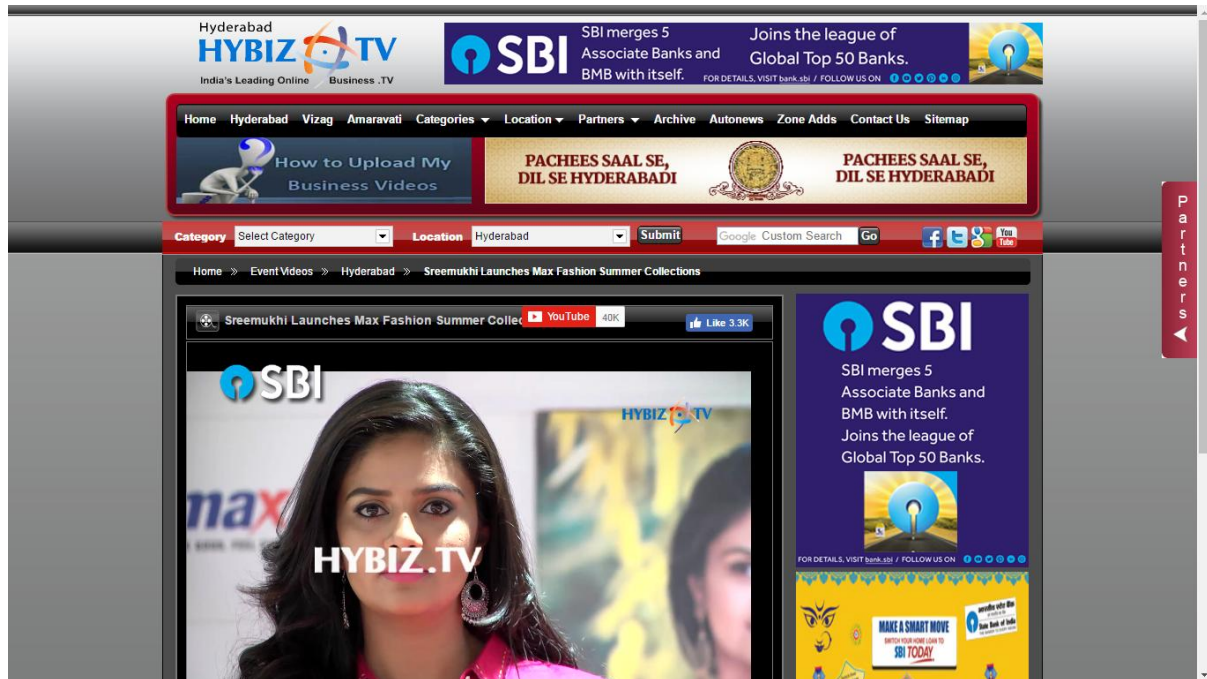 Hyderabad
HYBIZ TV
India's Leading Online Business .TV
SBI
SBI merges 5
Associate Banks and
BMB with itself.
Joins the league of
Global Top 50 Banks.
FOR DETAILS, VISIT bank.sbi / FOLLOW US ON
Home Hyderabad Vizag Amaravati Categories Location Partners Archive Autonews Zone Adds Contact Us Sitemap
How to Upload My
Business Videos
PACHEES SAAL SE,
DIL SE HYDERABADI
PACHEES SAAL SE,
DIL SE HYDERABADI
Partners
Category Select Category Location Hyderabad Submit Google Custom Search Go You Tube
Home » Event Videos » Hyderabad » Sreemukhi Launches Max Fashion Summer Collections
Sreemukhi Launches Max Fashion Summer Collec YouTube 40K Like 3.3K
SBI
HYBIZ TV
max
HYBIZ.TV
SBI
SBI merges 5
Associate Banks and
BMB with itself.
Joins the league of
Global Top 50 Banks.
FOR DETAILS, VISIT bank.sbi / FOLLOW US ON
MAKE A SMART MOVE
SWITCH YOUR HOME LOAN TO
SBI TODAY
भारतीय स्टेट बैंक
State Bank of India